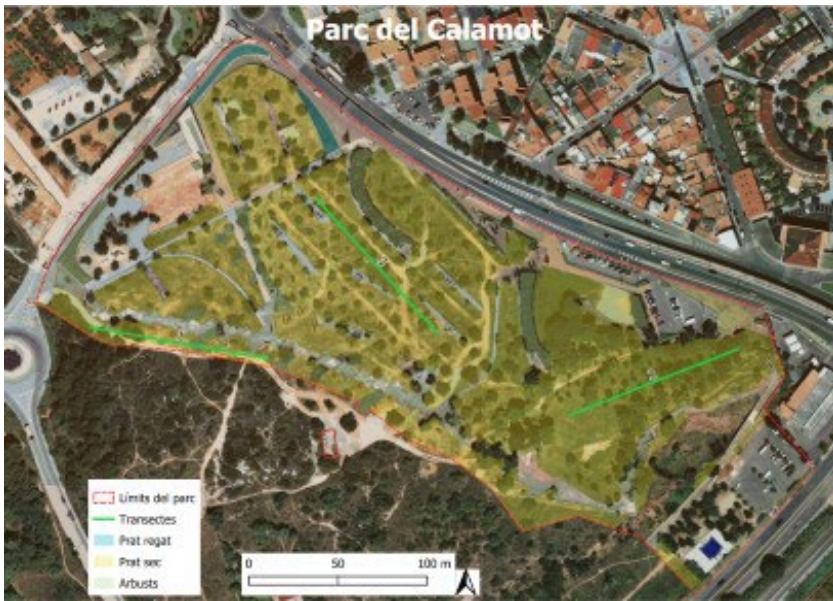 Parc del Calamot
Límits del parc
Transectes
Prat regat
Prat sec
Arbusts
0 50 100 m